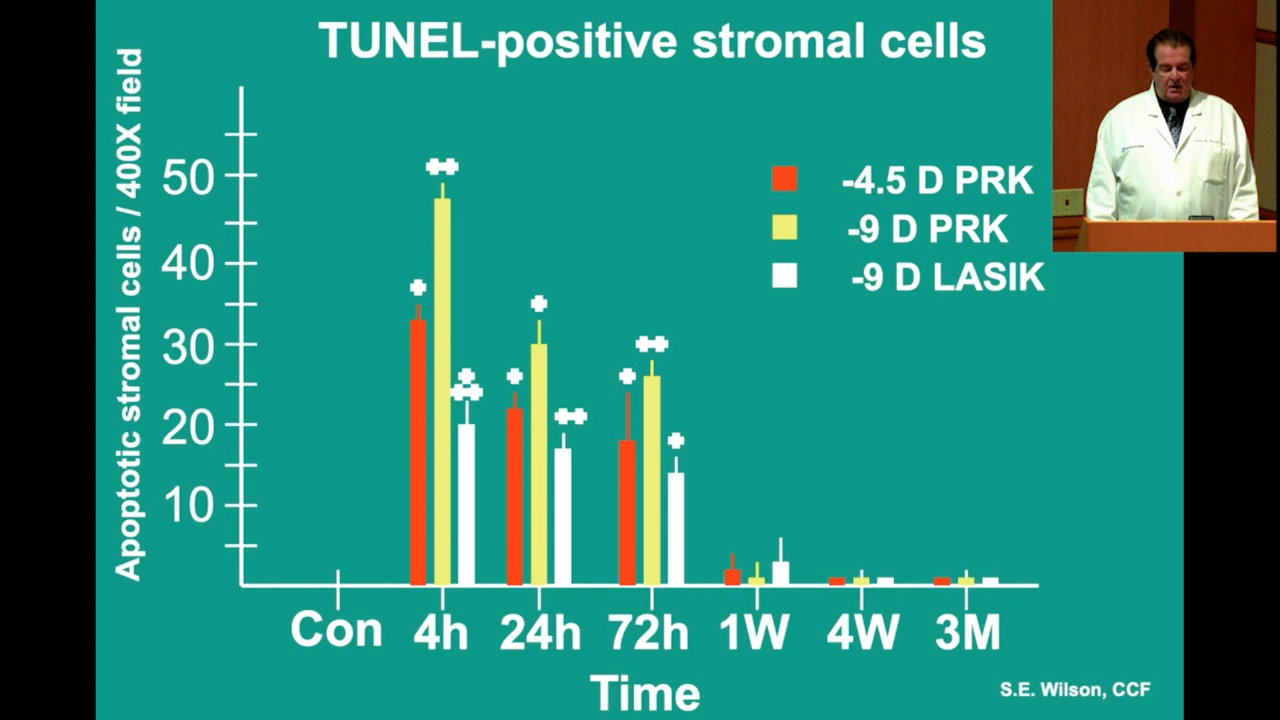 TUNEL-positive stromal cells
Apoptotic stromal cells / 400X field
50
40
30
20
10
-4.5 D PRK
-9 D PRK
-9 D LASIK
Con 4h 24h 72h 1W 4W 3M
Time
S.E. Wilson, CCF